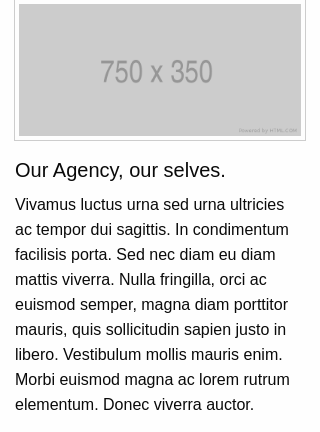 750 x 350
Powered by HTML.COM
Our Agency, our selves.
Vivamus luctus urna sed urna ultricies
ac tempor dui sagittis. In condimentum
facilisis porta. Sed nec diam eu diam
mattis viverra. Nulla fringilla, orci ac
euismod semper, magna diam porttitor
mauris, quis sollicitudin sapien justo in
libero. Vestibulum mollis mauris enim.
Morbi euismod magna ac lorem rutrum
elementum. Donec viverra auctor.